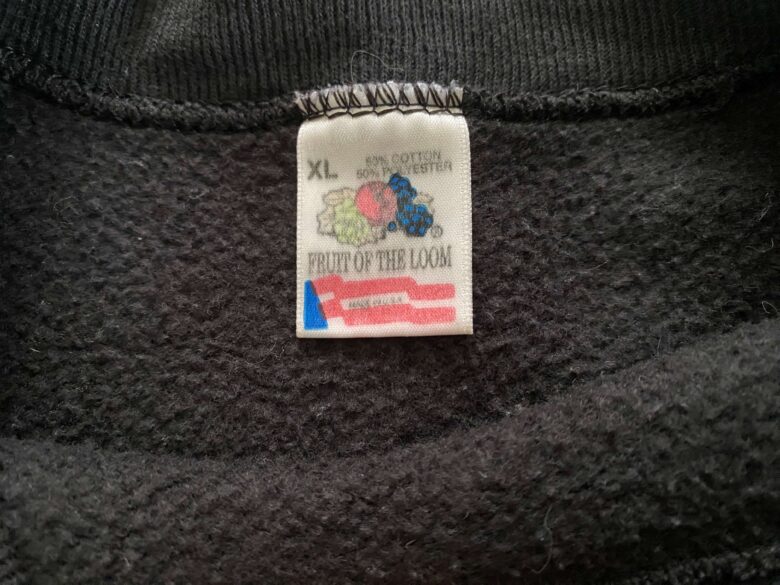 XL
50% COTTON
50% POLYESTER
®
FRUIT OF THE LOOM
MADE IN U.S.A.